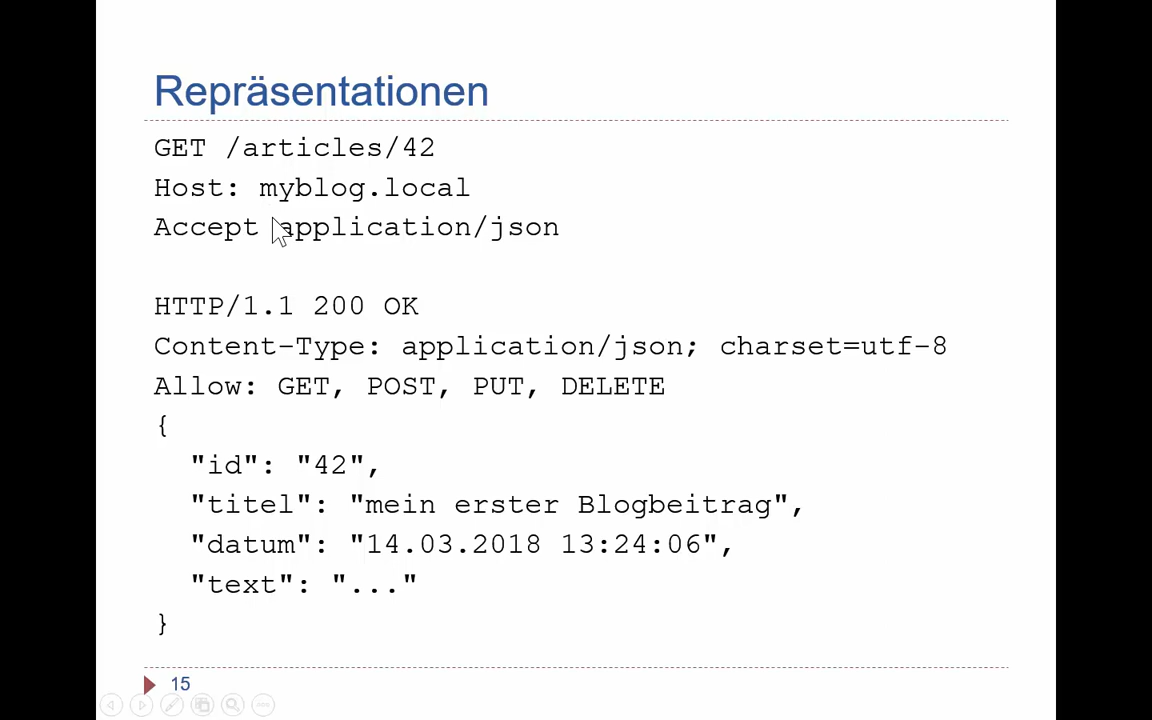 Repräsentationen
GET /articles/42
Host: myblog.local
Accept application/json
HTTP/1.1 200 OK
Content-Type: application/json; charset=utf-8
Allow: GET, POST, PUT, DELETE
{
"id": "42",
"titel": "mein erster Blogbeitrag",
"datum": "14.03.2018 13:24:06",
"text": "..."
}
15